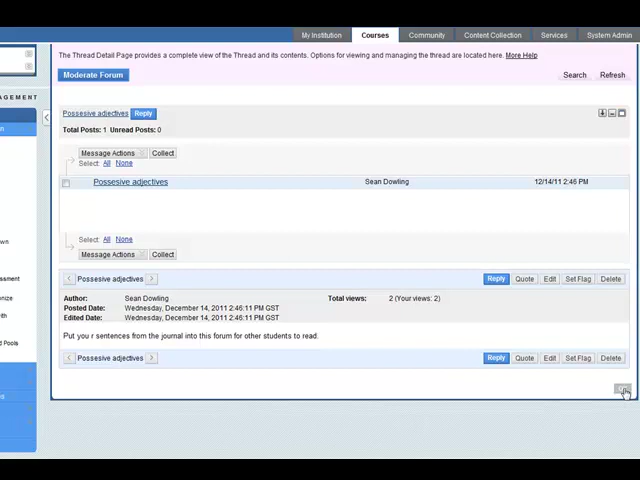 My Institution Courses Community Content Collection Services System Admin
The Thread Detail Page provides a complete view of the Thread and its contents. Options for viewing and managing the thread are located here. More Help
Moderate Forum Search Refresh
AGEMENT
Possesive adjectives Reply
Total Posts: 1 Unread Posts: 0
Message Actions Collect
Select: All None
Possesive adjectives Sean Dowling 12/14/11 2:46 PM
Select: All None
Message Actions Collect
Possesive adjectives Reply Quote Edit Set Flag Delete
Author: Sean Dowling Total views: 2 (Your views: 2)
Posted Date: Wednesday, December 14, 2011 2:46:11 PM GST
Edited Date: Wednesday, December 14, 2011 2:46:11 PM GST
Put you r sentences from the journal into this forum for other students to read.
Possesive adjectives Reply Quote Edit Set Flag Delete